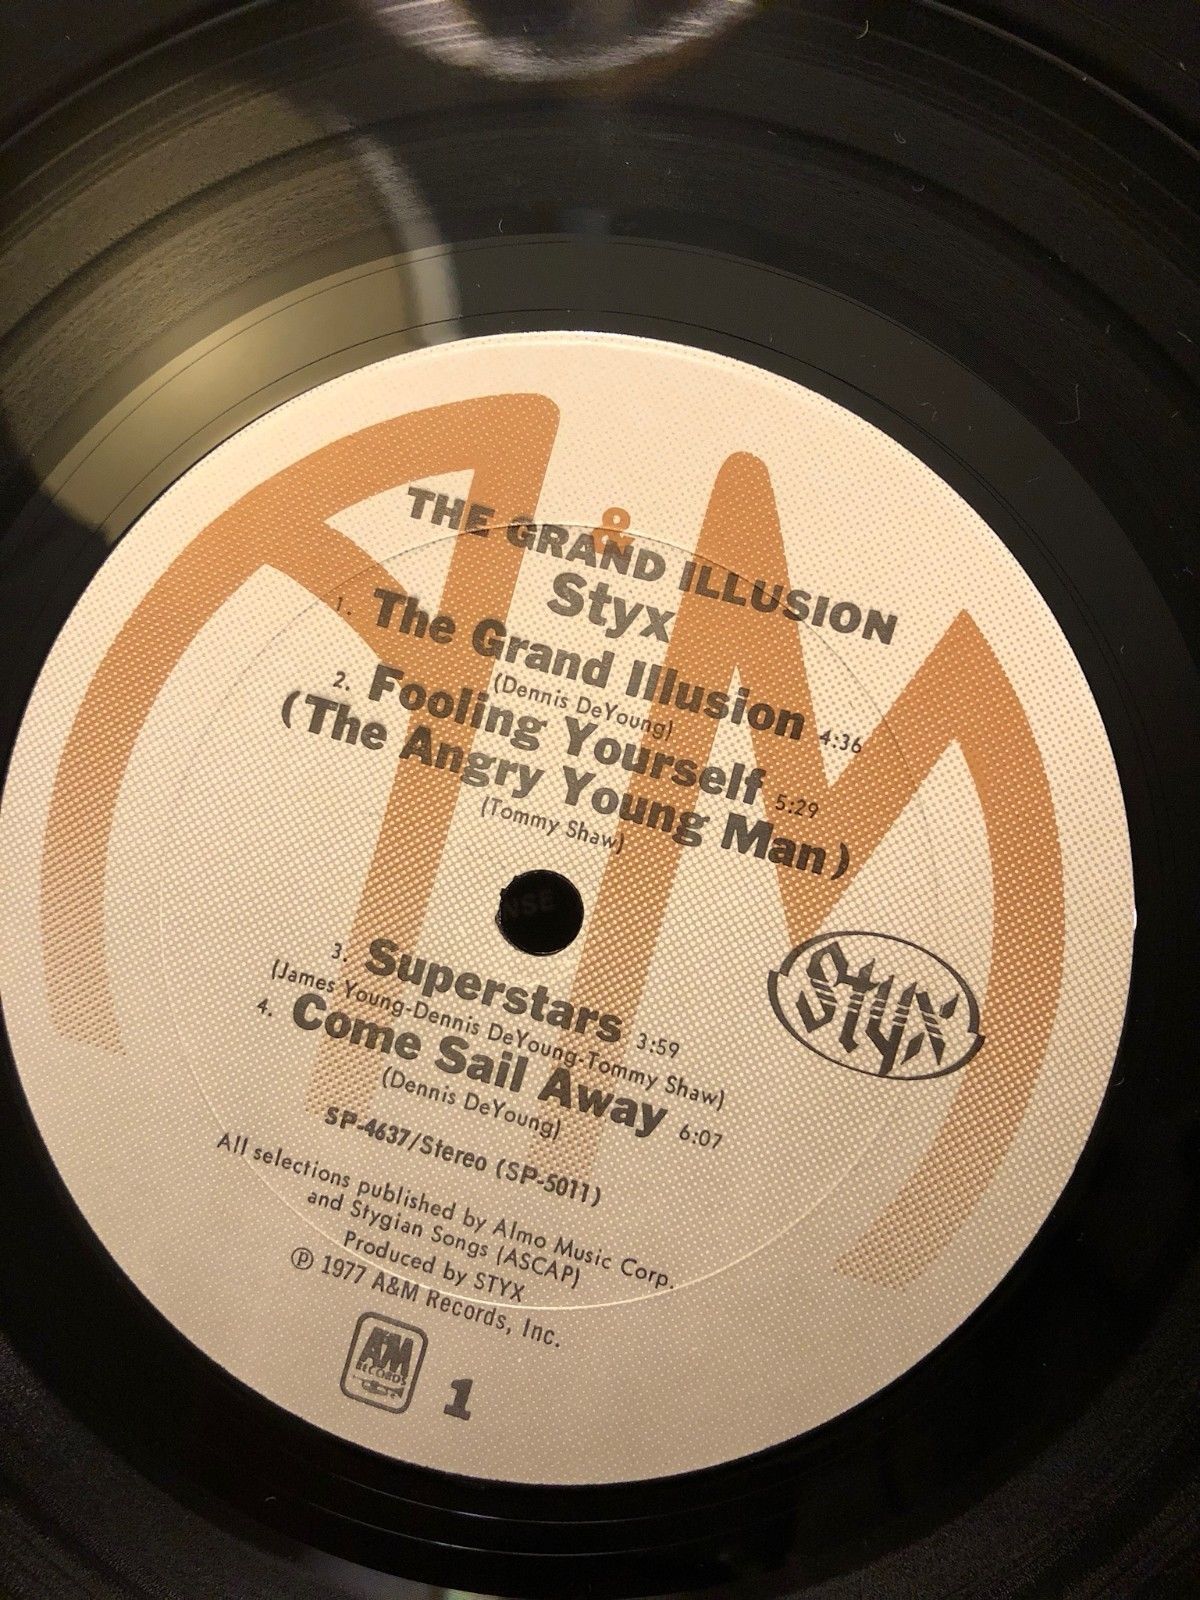 A&M
THE GRAND ILLUSION
Styx
1. The Grand Illusion 4:36
(Dennis DeYoung)
2. Fooling Yourself 5:29
(The Angry Young Man)
(Tommy Shaw)
NSE
3. Superstars 3:59
(James Young-Dennis DeYoung-Tommy Shaw)
4. Come Sail Away 6:07
(Dennis DeYoung)
STYX
SP-4637/Stereo (SP-5011)
All selections published by Almo Music Corp.
and Stygian Songs (ASCAP)
Produced by STYX
℗ 1977 A&M Records, Inc.
A&M
RECORDS
1